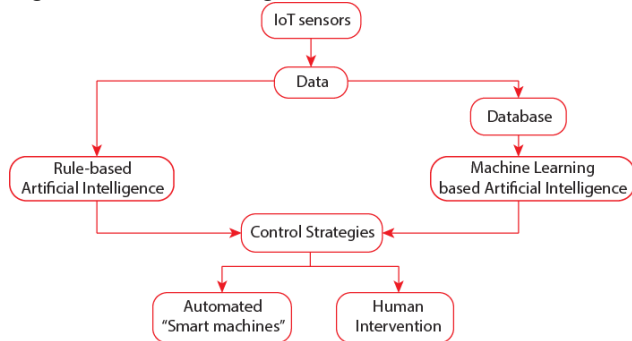 IoT sensors
Data
Database
Rule-based
Artificial Intelligence
Machine Learning
based Artificial Intelligence
Control Strategies
Automated
“Smart machines”
Human
Intervention